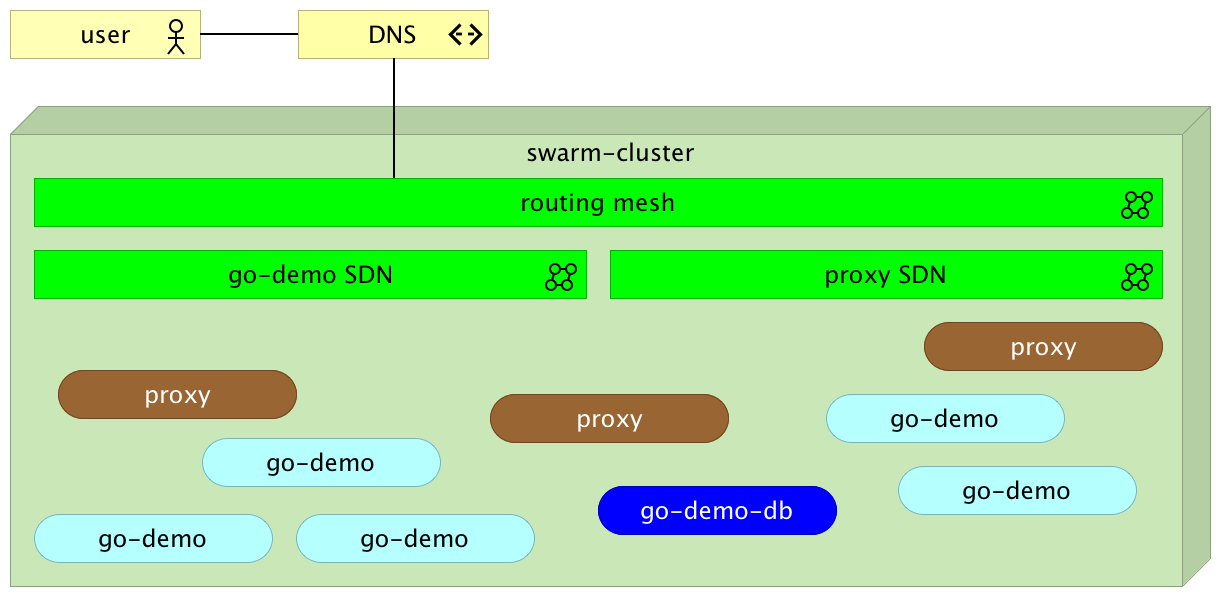 user
DNS
swarm-cluster
routing mesh
go-demo SDN
proxy SDN
proxy
proxy
proxy
go-demo
go-demo
go-demo
go-demo-db
go-demo
go-demo